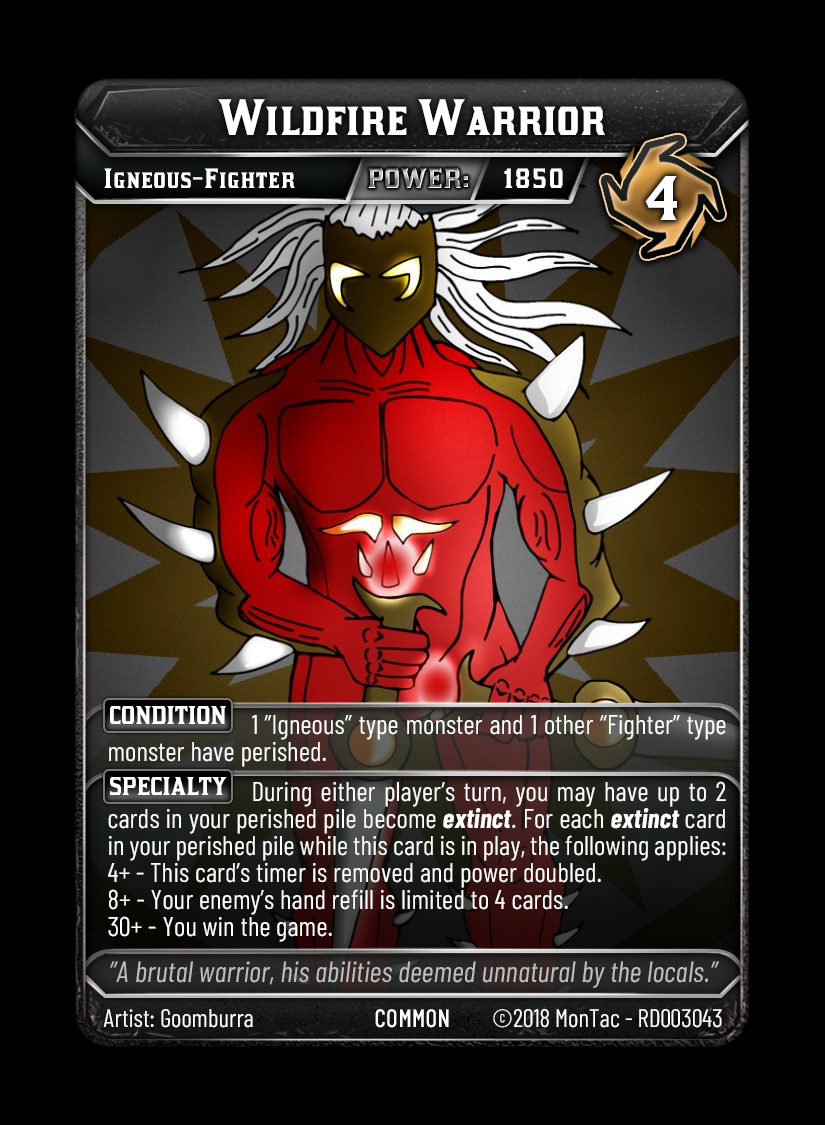 Wildfire Warrior
Igneous-Fighter POWER: 1850
4
CONDITION 1 "Igneous" type monster and 1 other "Fighter" type
monster have perished.
SPECIALTY During either player's turn, you may have up to 2
cards in your perished pile become extinct. For each extinct card
in your perished pile while this card is in play, the following applies:
4+ - This card's timer is removed and power doubled.
8+ - Your enemy's hand refill is limited to 4 cards.
30+ - You win the game.
"A brutal warrior, his abilities deemed unnatural by the locals."
Artist: Goomburra COMMON ©2018 MonTac - RD003043